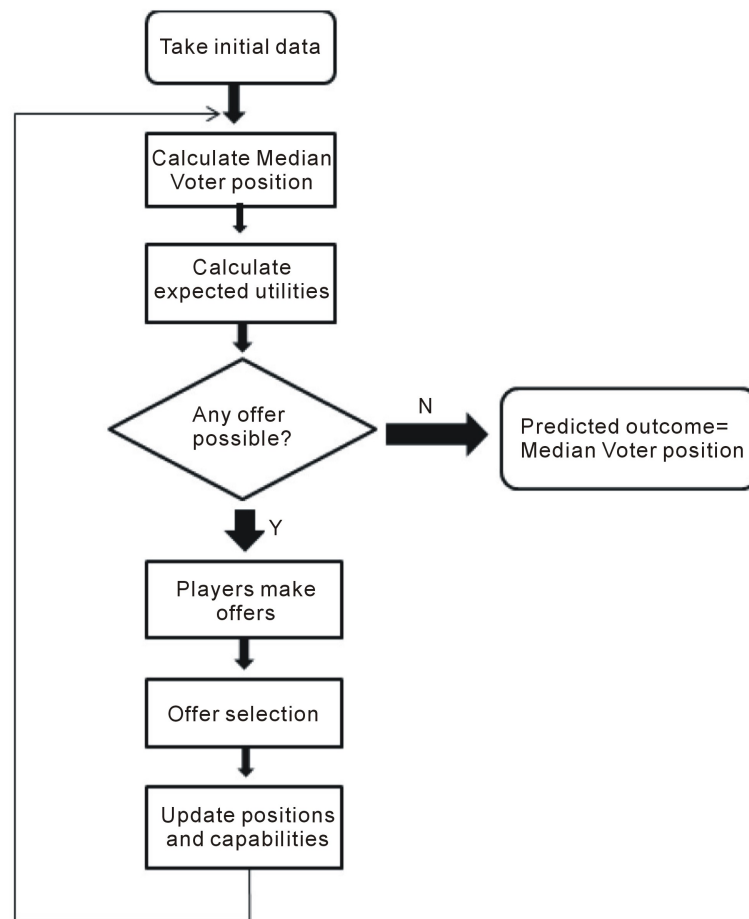 Take initial data
Calculate Median
Voter position
Calculate
expected utilities
Any offer
possible?
N
Predicted outcome=
Median Voter position
Y
Players make
offers
Offer selection
Update positions
and capabilities